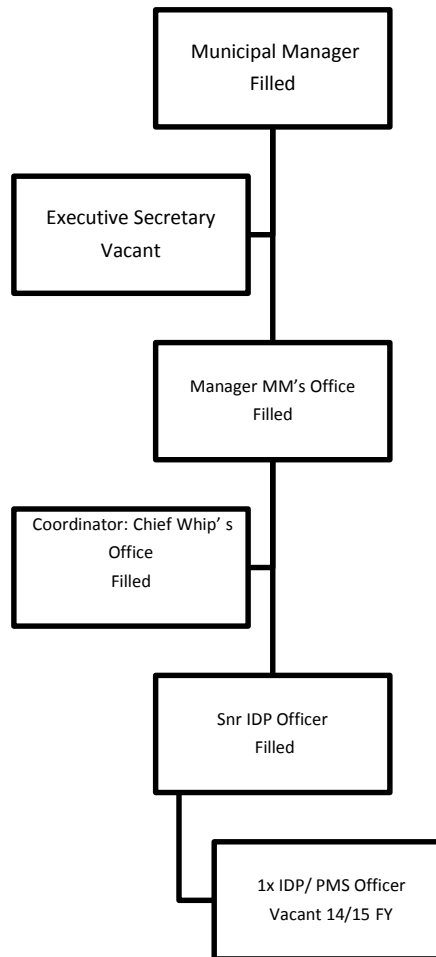 Municipal Manager
Filled
Executive Secretary
Vacant
Manager MM’s Office
Filled
Coordinator: Chief Whip’ s
Office
Filled
Snr IDP Officer
Filled
1x IDP/ PMS Officer
Vacant 14/15 FY